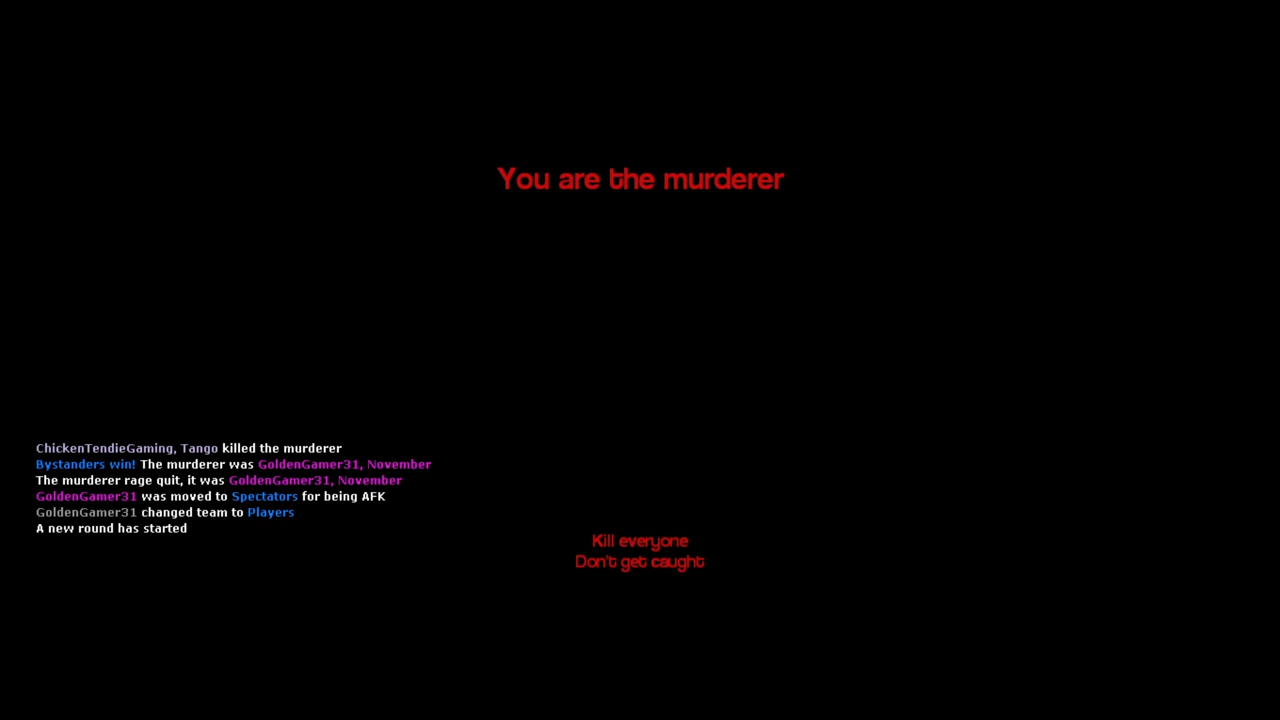 You are the murderer
ChickenTendieGaming, Tango killed the murderer
Bystanders win! The murderer was GoldenGamer31, November
The murderer rage quit, it was GoldenGamer31, November
GoldenGamer31 was moved to Spectators for being AFK
GoldenGamer31 changed team to Players
A new round has started
Kill everyone
Don't get caught